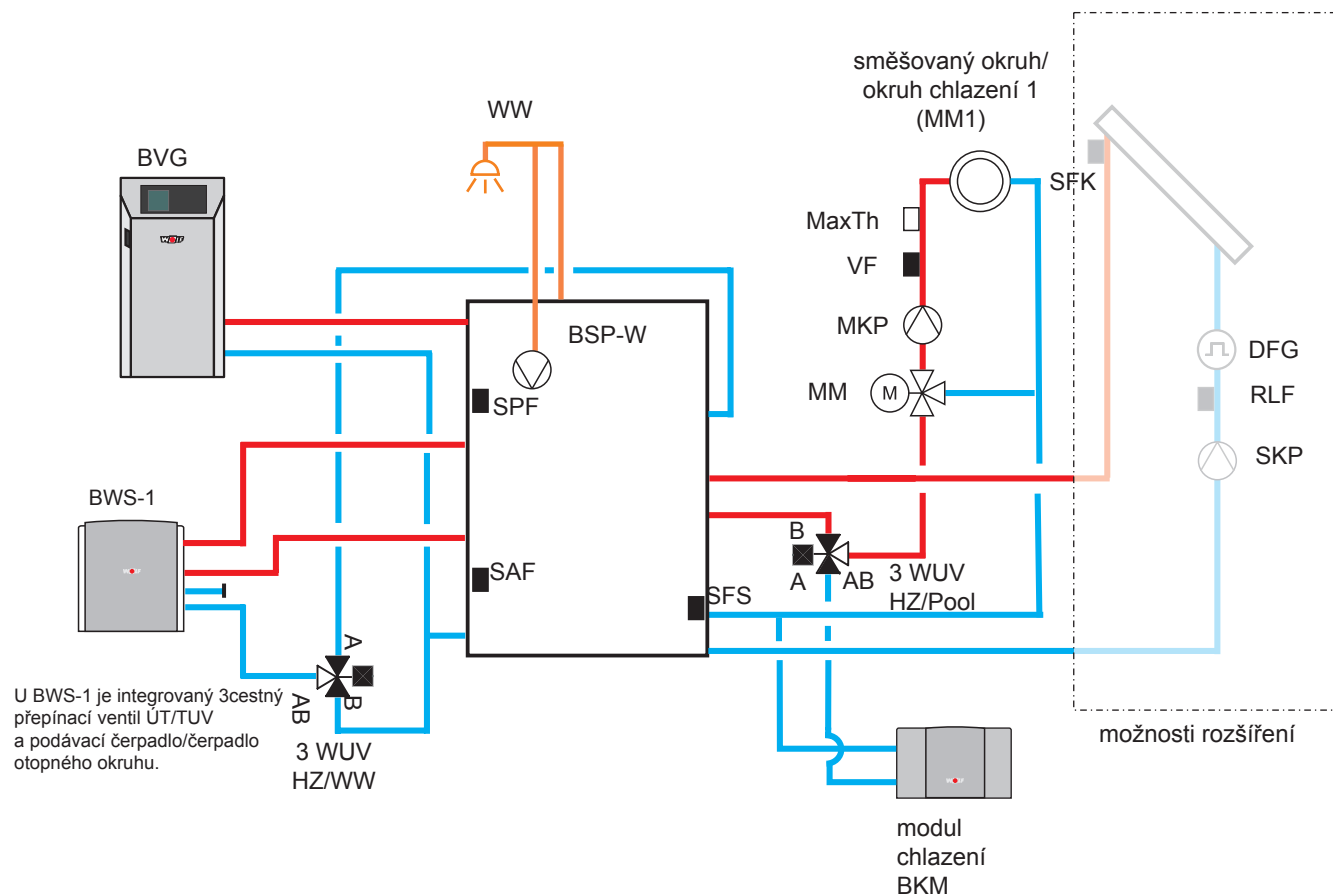 směšovaný okruh/
okruh chlazení 1
(MM1)
WW
BVG
WOLF
SFK
MaxTh
VF
MKP
BSP-W
DFG
MM
M
RLF
SPF
SKP
BWS-1
B
SAF
A
AB
3 WUV
HZ/Pool
SFS
A
B
AB
U BWS-1 je integrovaný 3cestný
přepínací ventil ÚT/TUV
a podávací čerpadlo/čerpadlo
otopného okruhu.
3 WUV
HZ/WW
možnosti rozšíření
modul
chlazení
BKM